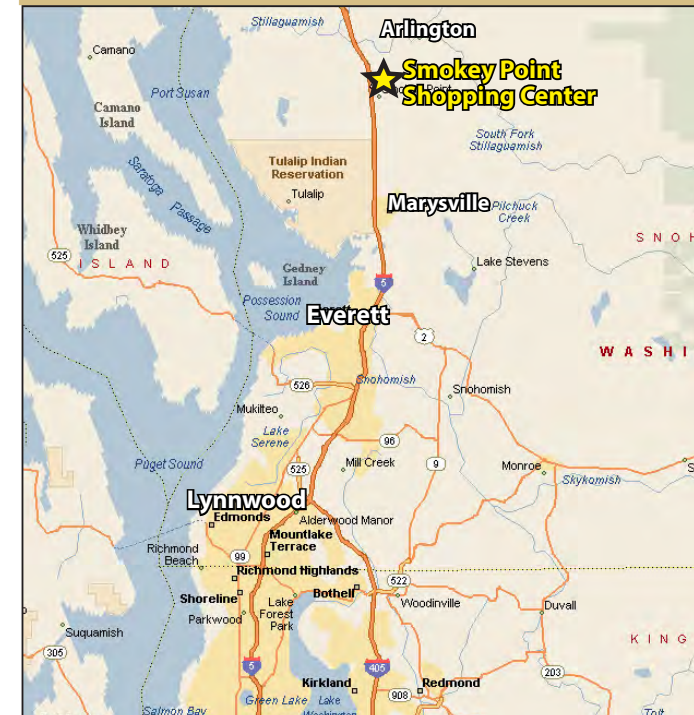 Stillaguamish
Arlington
Camano
Smokey Point
Shopping Center
Port Susan
Camano
Island
South Fork
Stillaguamish
Tulalip Indian
Reservation
Saratoga
Passage
Tulalip
Marysville
Pilchuck
Creek
Whidbey
Island
SNOH
525
ISLAND
Lake Stevens
Gedney
Island
5
Possession
Sound
Everett
2
WASHI
526
Snohomish
Snohomish
Mukilteo
Lake
Serene
96
Puget Sound
525
Mill Creek
9
Monroe
S
Skykomish
Lynnwood
Edmonds
Alderwood Manor
Mountlake
Terrace
Richmond
Beach
99
Richmond Highlands
522
Shoreline
Bothell
Woodinville
Lake
Forest
Park
Parkwood
Duvall
Suquamish
KING
305
5
405
203
Kirkland
Redmond
908
Green Lake
Lake
Washington
Salmon Bay
Tolt